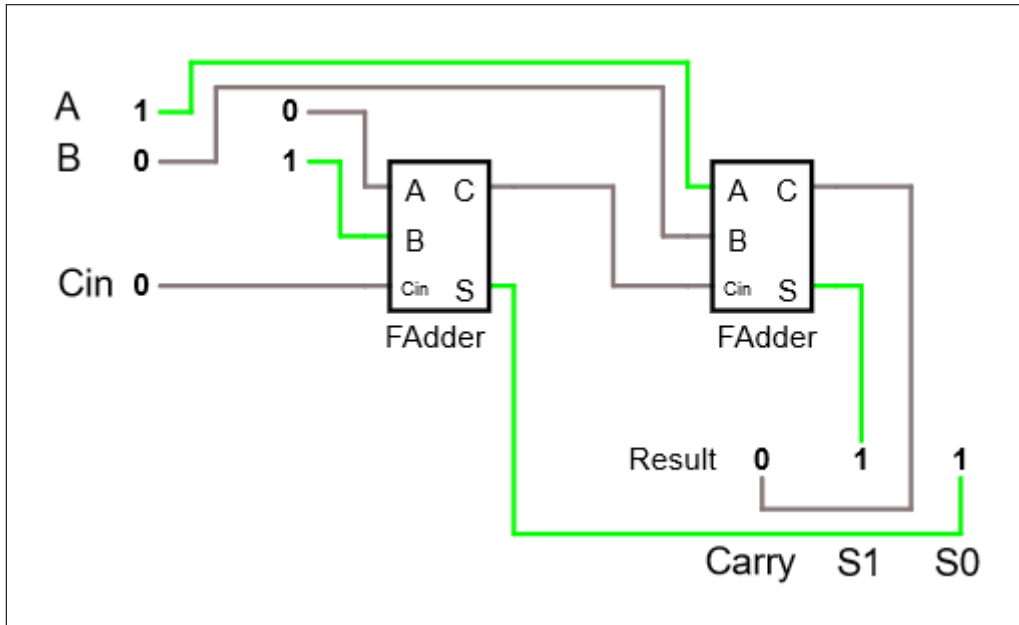 A 1 0
B 0 1
A C A C
B B
Cin 0 Cin S Cin S
FAdder FAdder
Result 0 1 1
Carry S1 S0